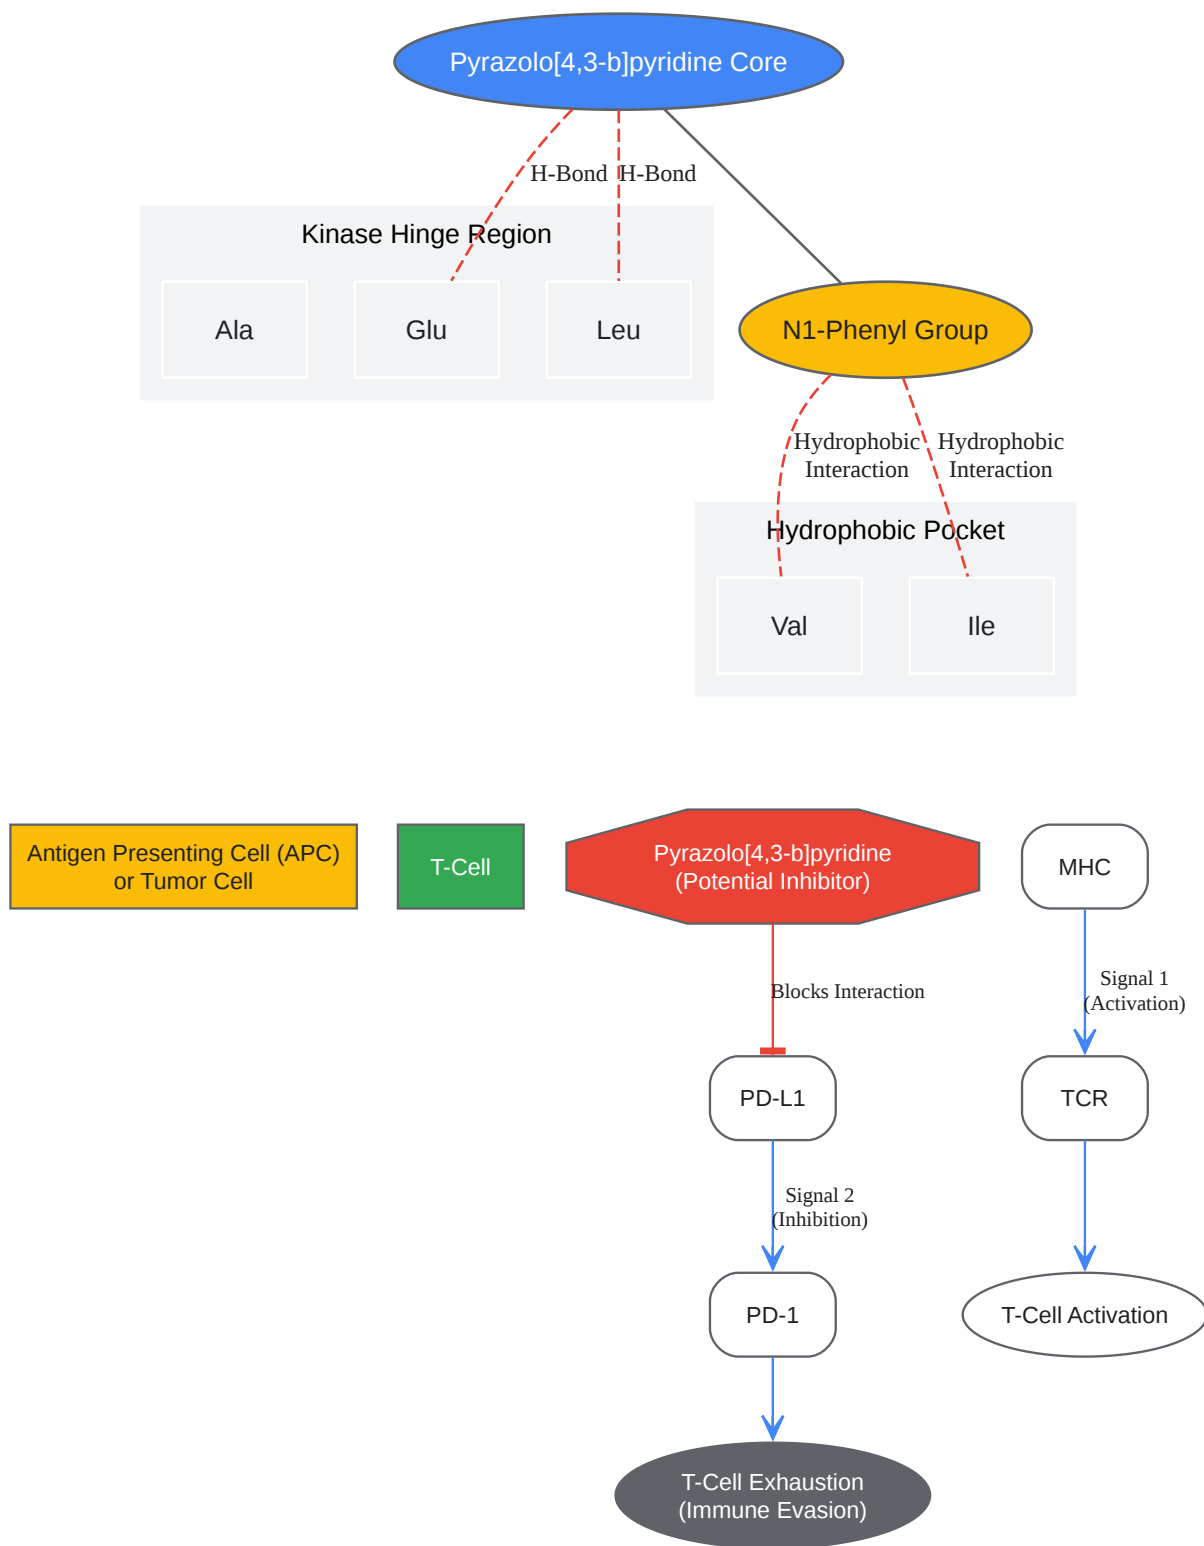 Pyrazolo[4,3-b]pyridine Core
H-Bond
H-Bond
Kinase Hinge Region
Ala
Glu
Leu
N1-Phenyl Group
Hydrophobic
Interaction
Hydrophobic
Interaction
Hydrophobic Pocket
Val
Ile
Antigen Presenting Cell (APC)
or Tumor Cell
T-Cell
Pyrazolo[4,3-b]pyridine
(Potential Inhibitor)
MHC
Blocks Interaction
Signal 1
(Activation)
PD-L1
TCR
Signal 2
(Inhibition)
PD-1
T-Cell Activation
T-Cell Exhaustion
(Immune Evasion)